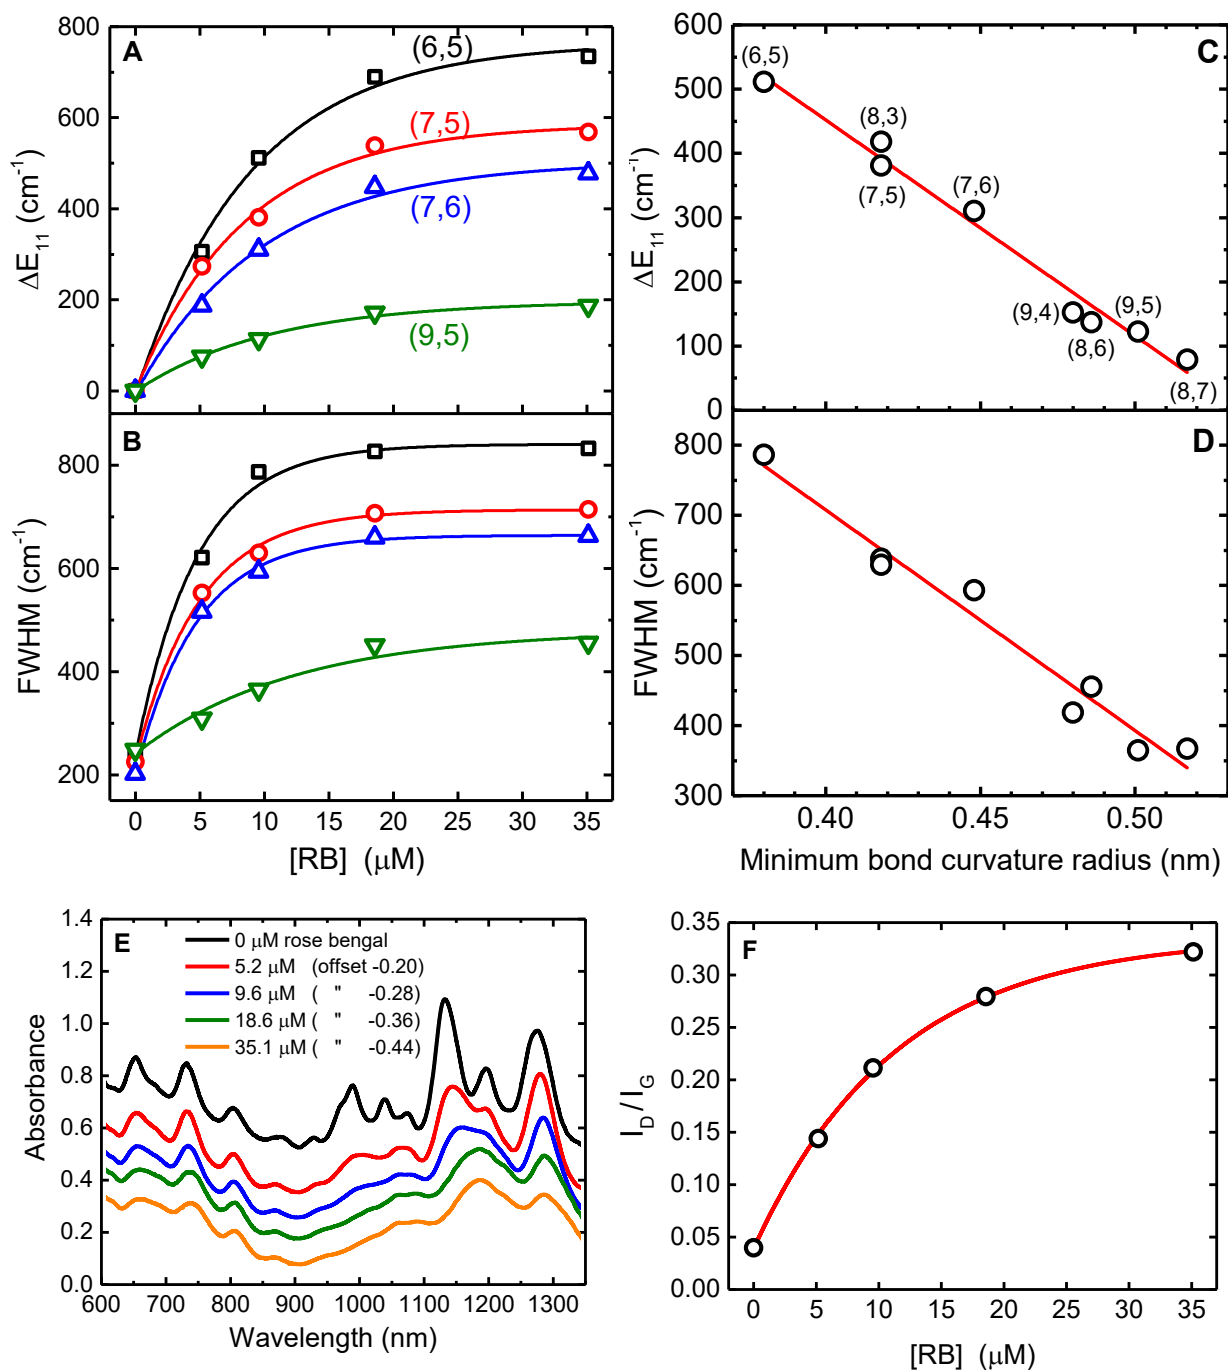 A
(6,5)
(7,5)
(7,6)
(9,5)
800
600
400
200
0
ΔE11 (cm-1)
B
800
600
400
200
FWHM (cm-1)
0 5 10 15 20 25 30 35
[RB] (μM)
C
(6,5)
(8,3)
(7,5)
(7,6)
(9,4)
(8,6)
(9,5)
(8,7)
600
500
400
300
200
100
0
ΔE11 (cm-1)
D
800
700
600
500
400
300
FWHM (cm-1)
0.40 0.45 0.50
Minimum bond curvature radius (nm)
E
0 μM rose bengal
5.2 μM (offset -0.20)
9.6 μM ( " -0.28)
18.6 μM ( " -0.36)
35.1 μM ( " -0.44)
1.4
1.2
1.0
0.8
0.6
0.4
0.2
0.0
Absorbance
600 700 800 900 1000 1100 1200 1300
Wavelength (nm)
F
0.35
0.30
0.25
0.20
0.15
0.10
0.05
0.00
ID / IG
0 5 10 15 20 25 30 35
[RB] (μM)